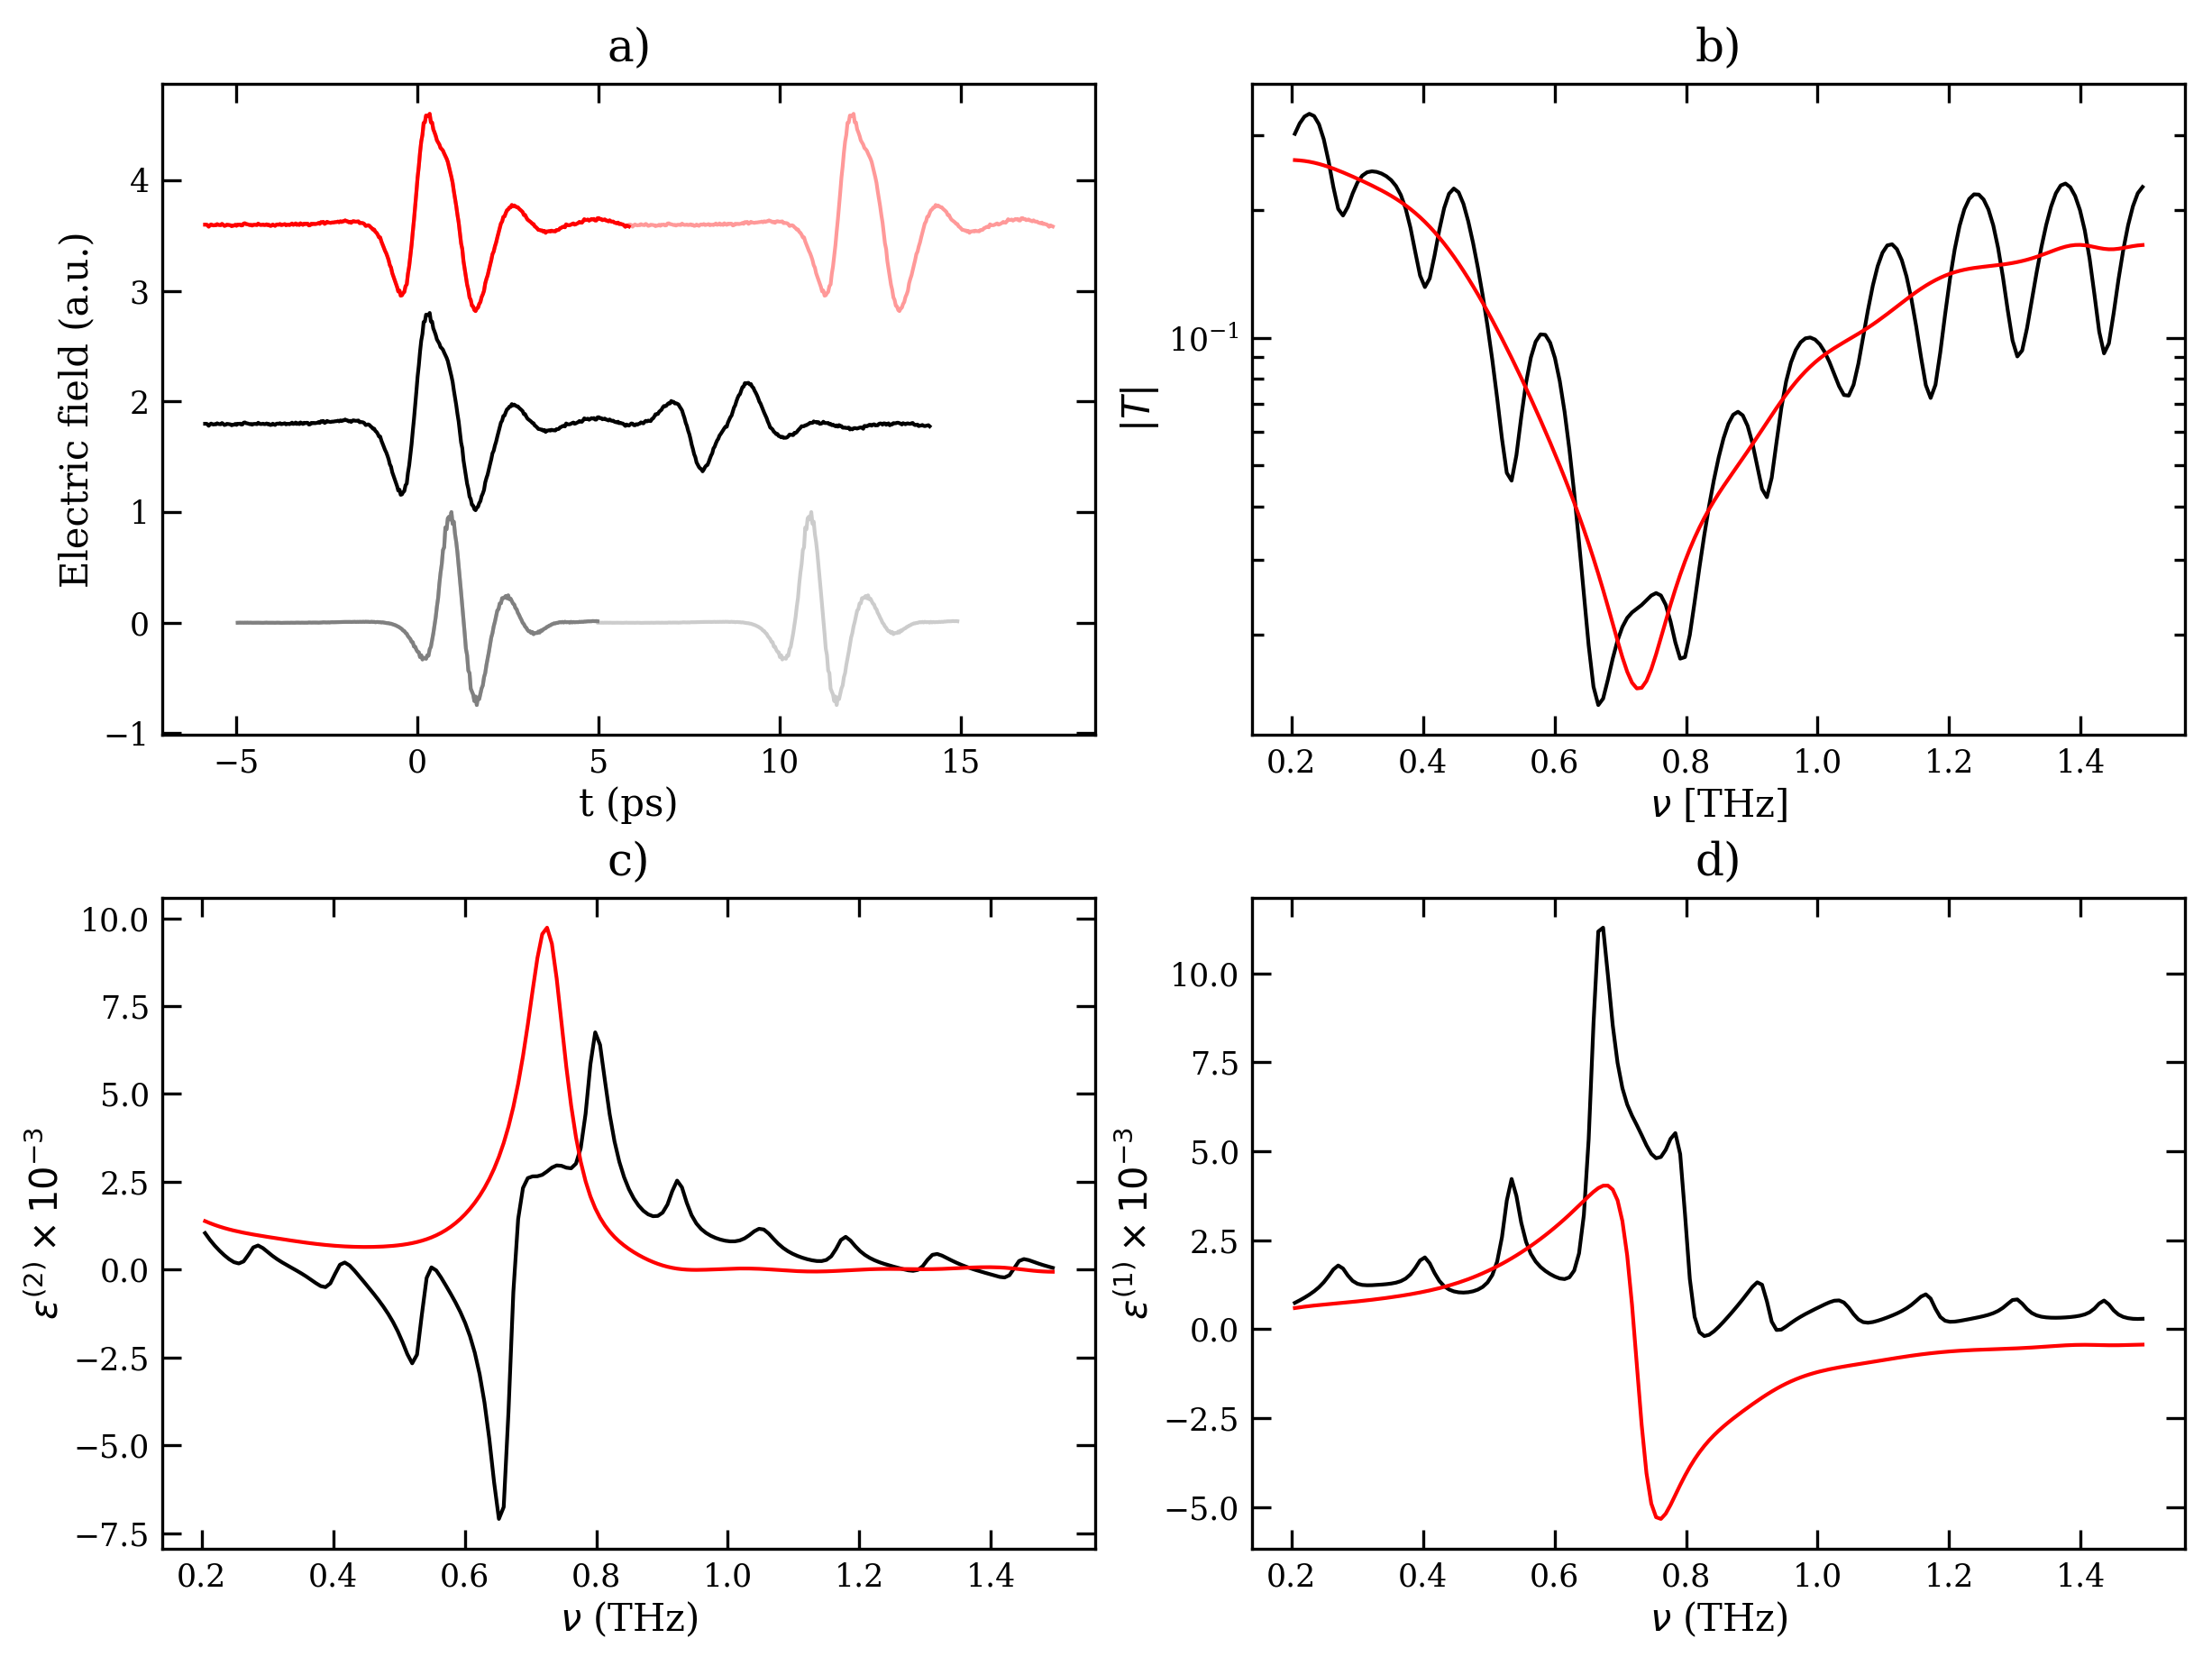 a)
Electric field (a.u.)
4
3
2
1
0
−1
−5 0 5 10 15
t (ps)
b)
|T|
10⁻¹
0.2 0.4 0.6 0.8 1.0 1.2 1.4
ν [THz]
c)
ε⁽²⁾ × 10⁻³
10.0
7.5
5.0
2.5
0.0
−2.5
−5.0
−7.5
0.2 0.4 0.6 0.8 1.0 1.2 1.4
ν (THz)
d)
ε⁽¹⁾ × 10⁻³
10.0
7.5
5.0
2.5
0.0
−2.5
−5.0
0.2 0.4 0.6 0.8 1.0 1.2 1.4
ν (THz)